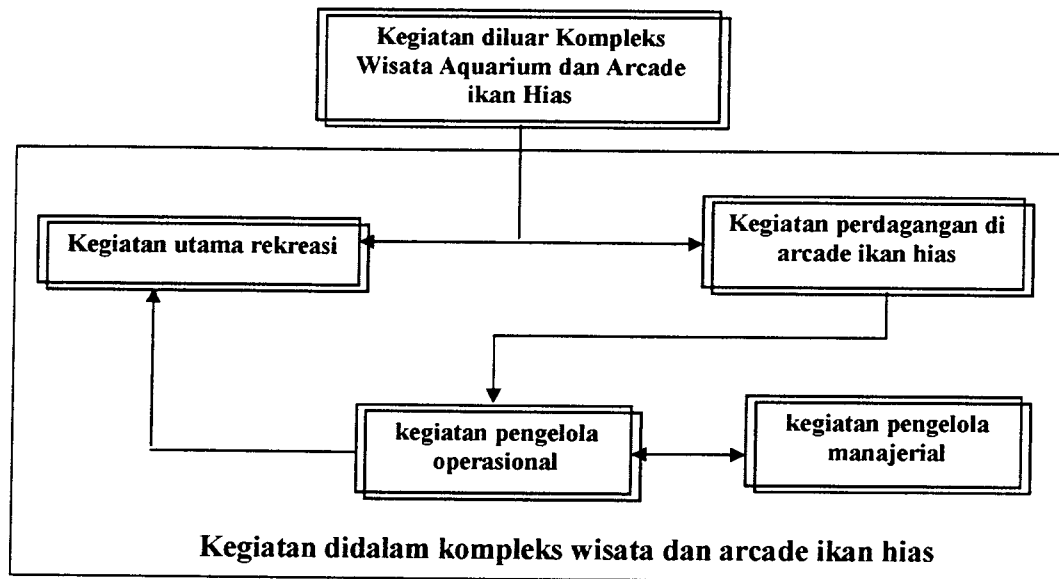 Kegiatan diluar Kompleks
Wisata Aquarium dan Arcade
ikan Hias
Kegiatan utama rekreasi
Kegiatan perdagangan di
arcade ikan hias
kegiatan pengelola
operasional
kegiatan pengelola
manajerial
Kegiatan didalam kompleks wisata dan arcade ikan hias